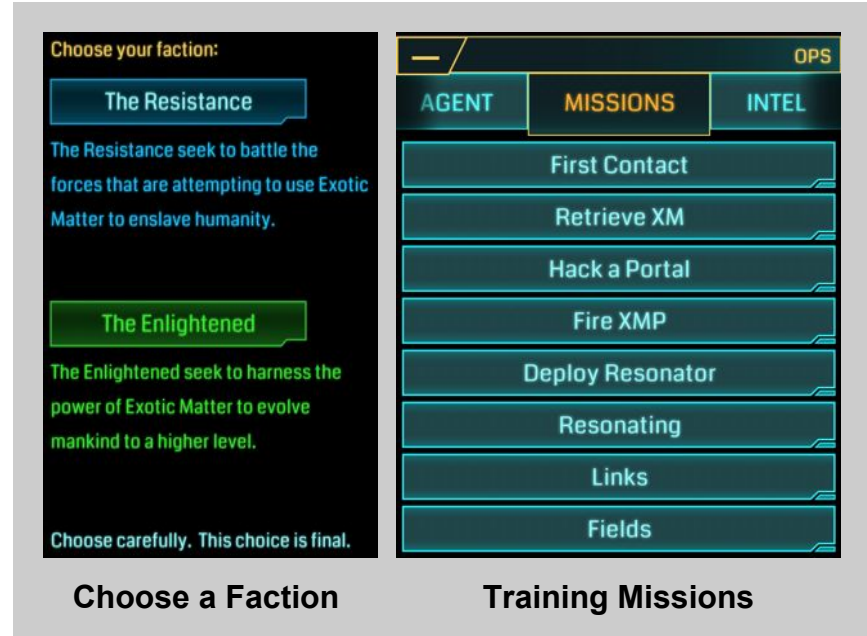 Choose your faction:
The Resistance
The Resistance seek to battle the
forces that are attempting to use Exotic
Matter to enslave humanity.
The Enlightened
The Enlightened seek to harness the
power of Exotic Matter to evolve
mankind to a higher level.
Choose carefully. This choice is final.
Choose a Faction
OPS
AGENT MISSIONS INTEL
First Contact
Retrieve XM
Hack a Portal
Fire XMP
Deploy Resonator
Resonating
Links
Fields
Training Missions